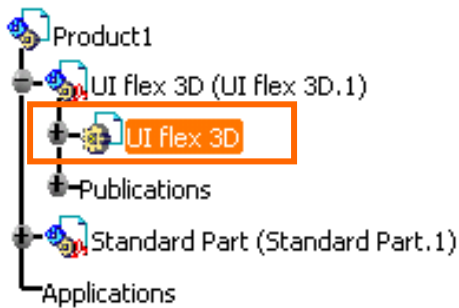 Product1
UI flex 3D (UI flex 3D.1)
UI flex 3D
Publications
Standard Part (Standard Part.1)
Applications